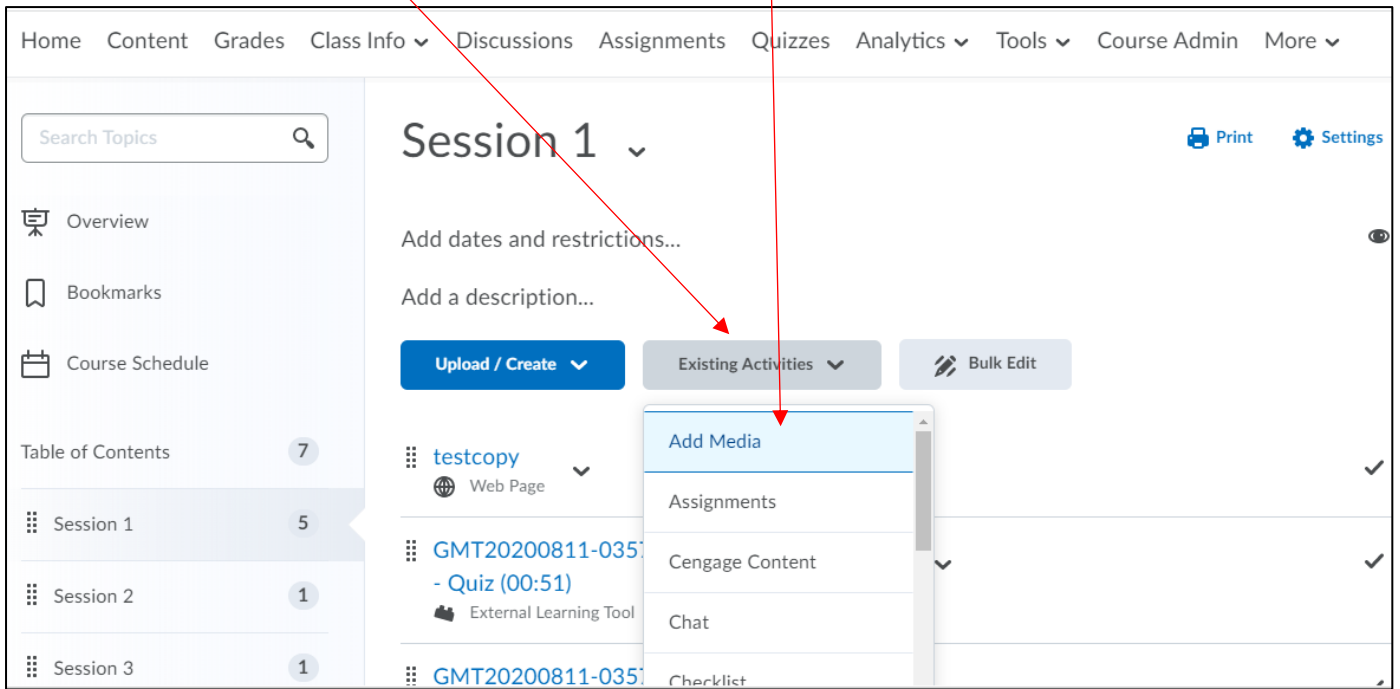 Home Content Grades Class Info Discussions Assignments Quizzes Analytics Tools Course Admin More
Search Topics
Overview
Bookmarks
Course Schedule
Table of Contents 7
Session 1 5
Session 2 1
Session 3 1
Session 1
Print Settings
Add dates and restrictions...
Add a description...
Upload / Create Existing Activities Bulk Edit
testcopy
Web Page
GMT20200811-035
- Quiz (00:51)
External Learning Tool
GMT20200811-035
Add Media
Assignments
Cengage Content
Chat
Checklist